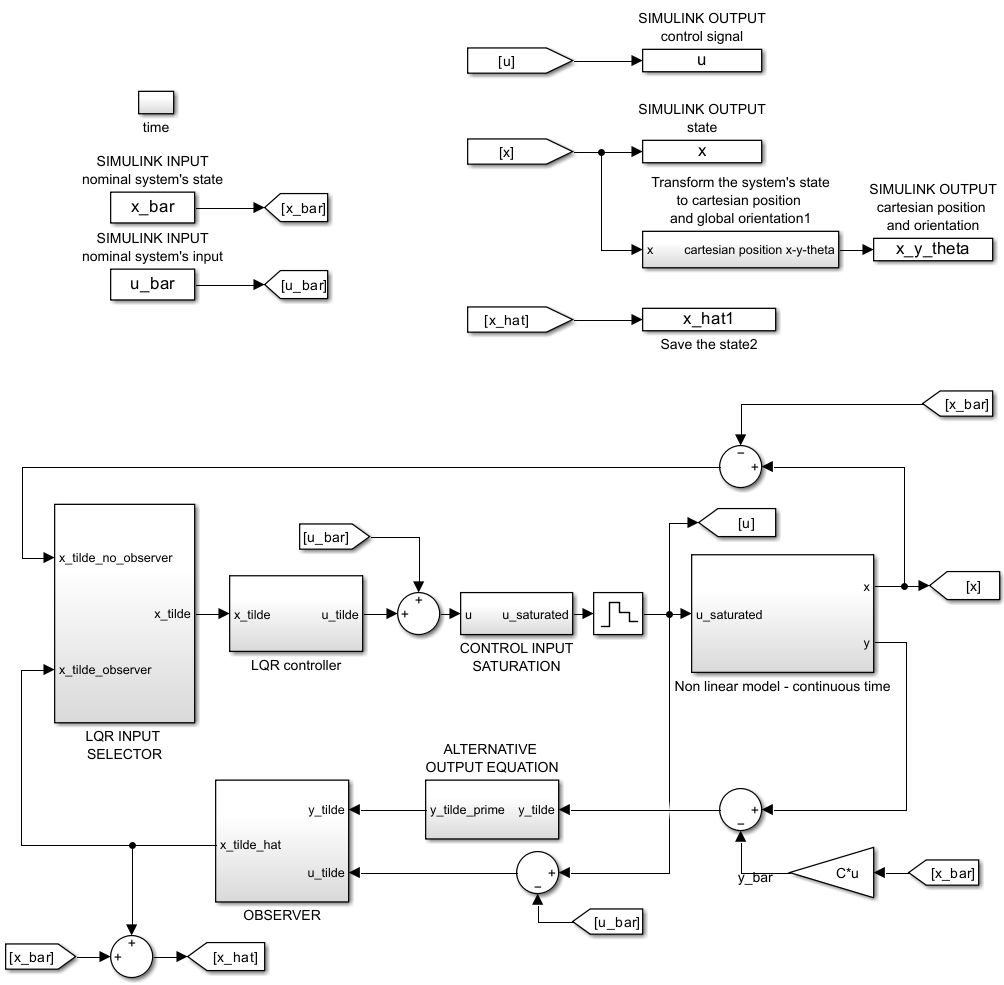 SIMULINK OUTPUT
control signal
[u]
u
time
SIMULINK OUTPUT
state
[x]
x
SIMULINK INPUT
nominal system's state
x_bar
[x_bar]
Transform the system's state
to cartesian position
and global orientation1
x
cartesian position x-y-theta
SIMULINK OUTPUT
cartesian position
and orientation
x_y_theta
SIMULINK INPUT
nominal system's input
u_bar
[u_bar]
[x_hat]
x_hat1
Save the state2
[x_bar]
−
+
x_tilde_no_observer
x_tilde
x_tilde_observer
LQR INPUT
SELECTOR
x_tilde
u_tilde
LQR controller
[u_bar]
+
+
u
u_saturated
CONTROL INPUT
SATURATION
[u]
u_saturated
x
y
Non linear model - continuous time
[x]
ALTERNATIVE
OUTPUT EQUATION
y_tilde_prime
y_tilde
+
−
y_bar
C*u
[x_bar]
y_tilde
x_tilde_hat
u_tilde
OBSERVER
+
−
[u_bar]
[x_bar]
+
+
[x_hat]